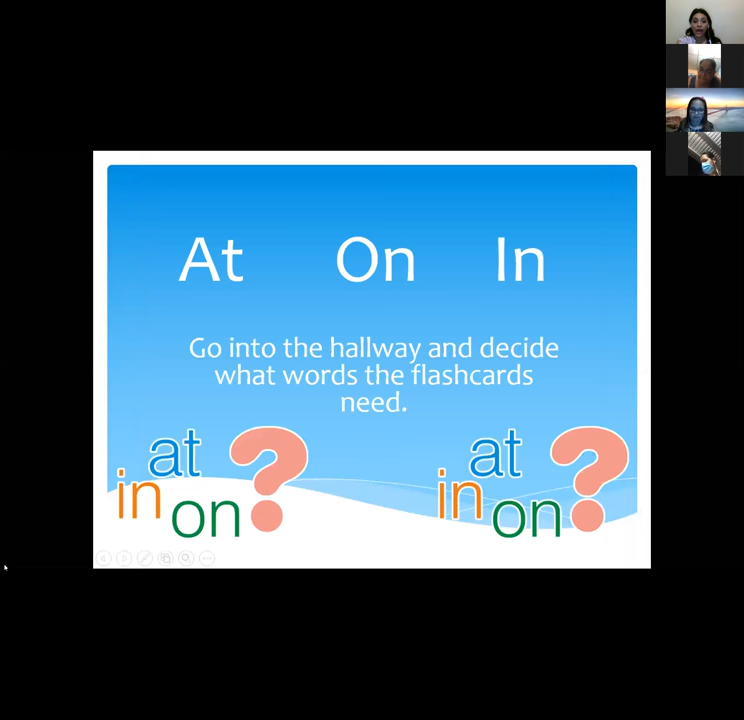 At On In
Go into the hallway and decide
what words the flashcards
need.
at
in
on
?
at
in
on
?